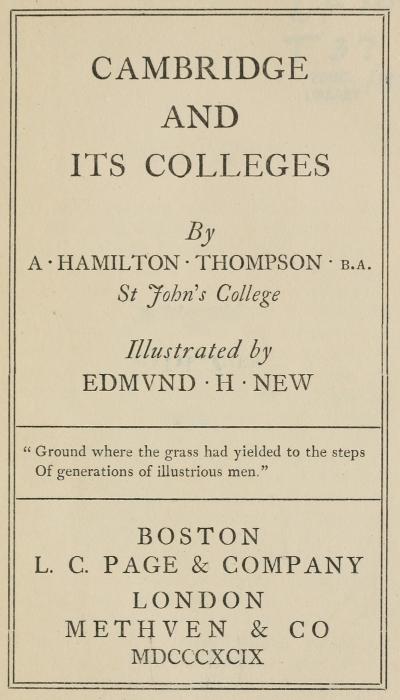 CAMBRIDGE
AND
ITS COLLEGES
By
A · HAMILTON · THOMPSON · B.A.
St John's College
Illustrated by
EDMVND · H · NEW
“ Ground where the grass had yielded to the steps
Of generations of illustrious men.”
BOSTON
L. C. PAGE & COMPANY
LONDON
METHVEN & CO
MDCCCXCIX